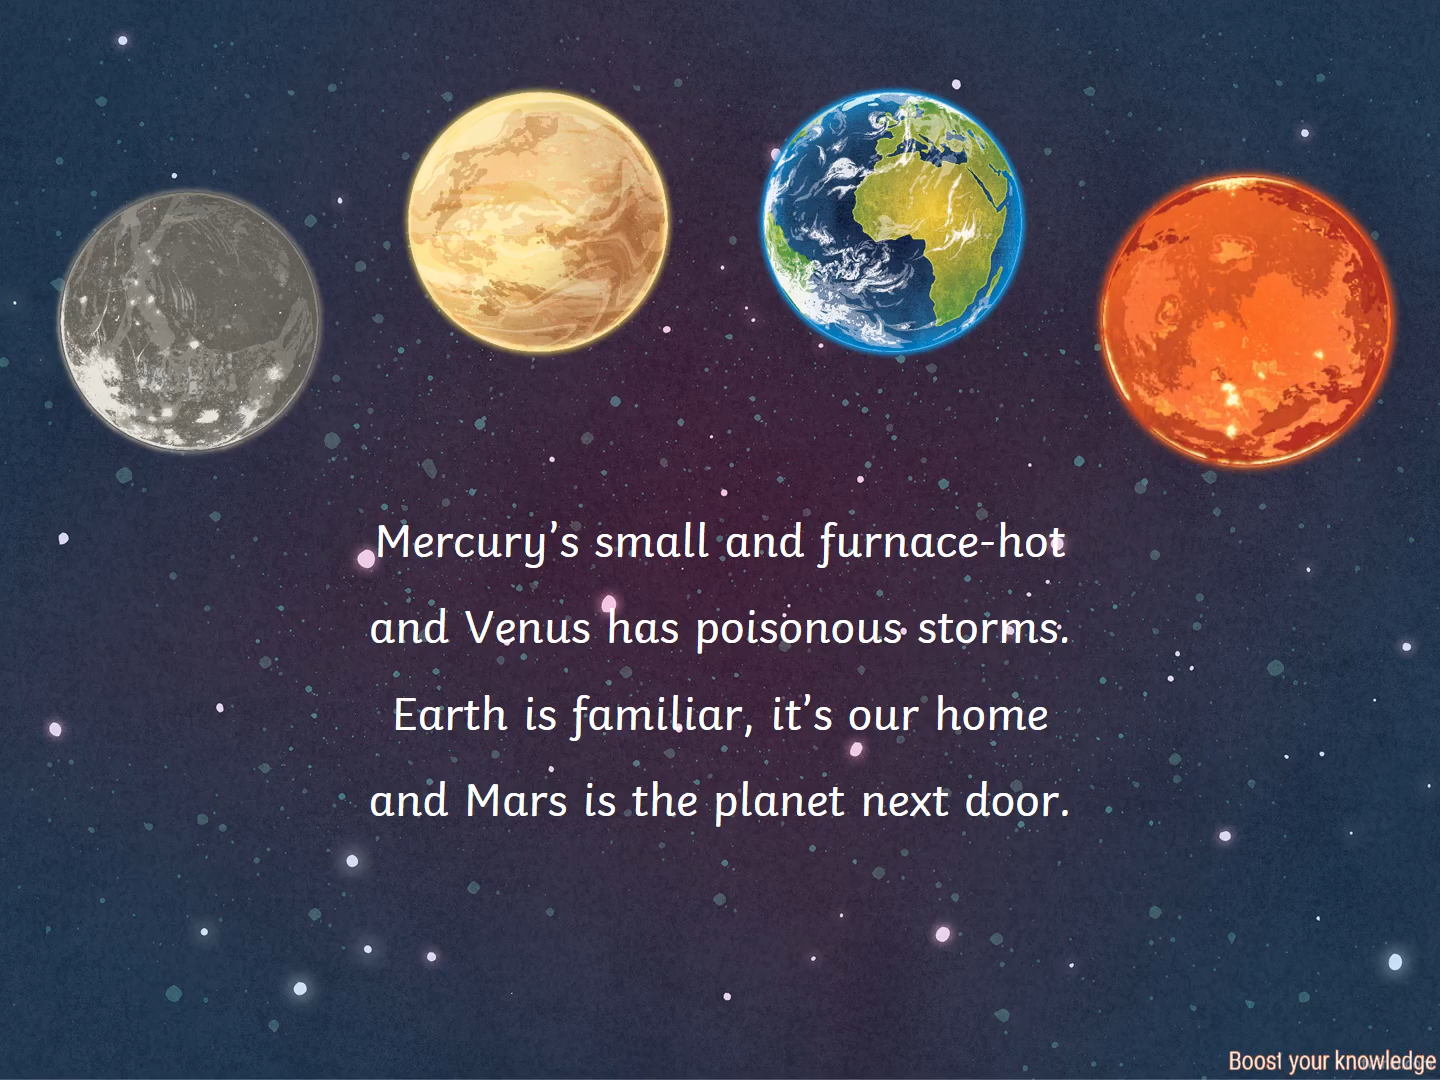 Mercury’s small and furnace-hot
and Venus has poisonous storms.
Earth is familiar, it’s our home
and Mars is the planet next door.
Boost your knowledge